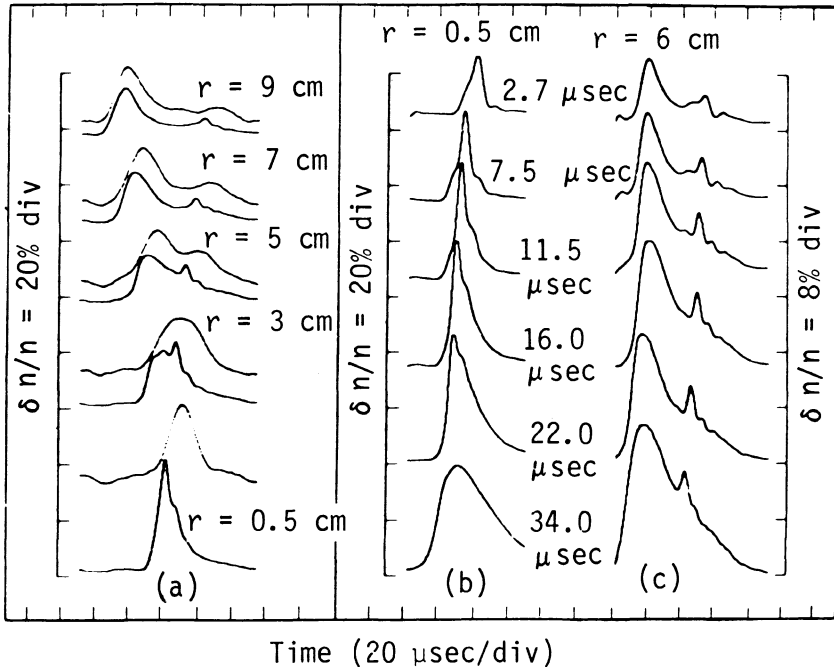 r = 0.5 cm
r = 6 cm
r = 9 cm
r = 7 cm
r = 5 cm
r = 3 cm
r = 0.5 cm
2.7 μsec
7.5 μsec
11.5
μsec
16.0
μsec
22.0
μsec
34.0
μsec
δ n/n = 20% div
δ n/n = 20% div
δ n/n = 8% div
(a)
(b)
(c)
Time (20 μsec/div)